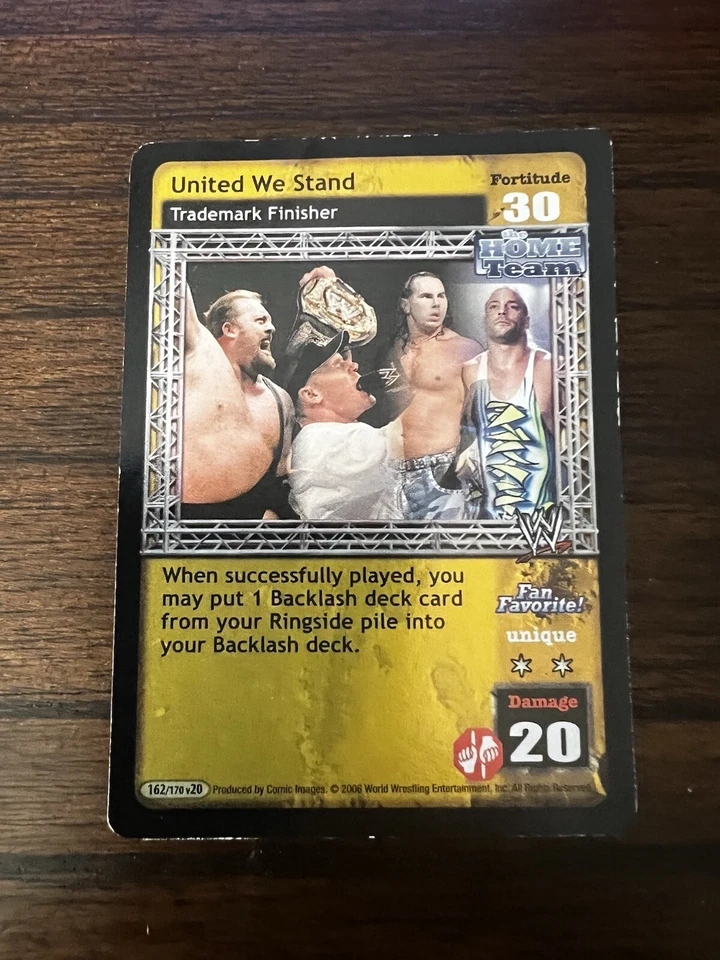 United We Stand
Fortitude
30
Trademark Finisher
the
HOME
Team
When successfully played, you
may put 1 Backlash deck card
from your Ringside pile into
your Backlash deck.
W
Fan
Favorite!
unique
Damage
20
162/170 v20 Produced by Comic Images. © 2006 World Wrestling Entertainment, Inc. All Rights Reserved.